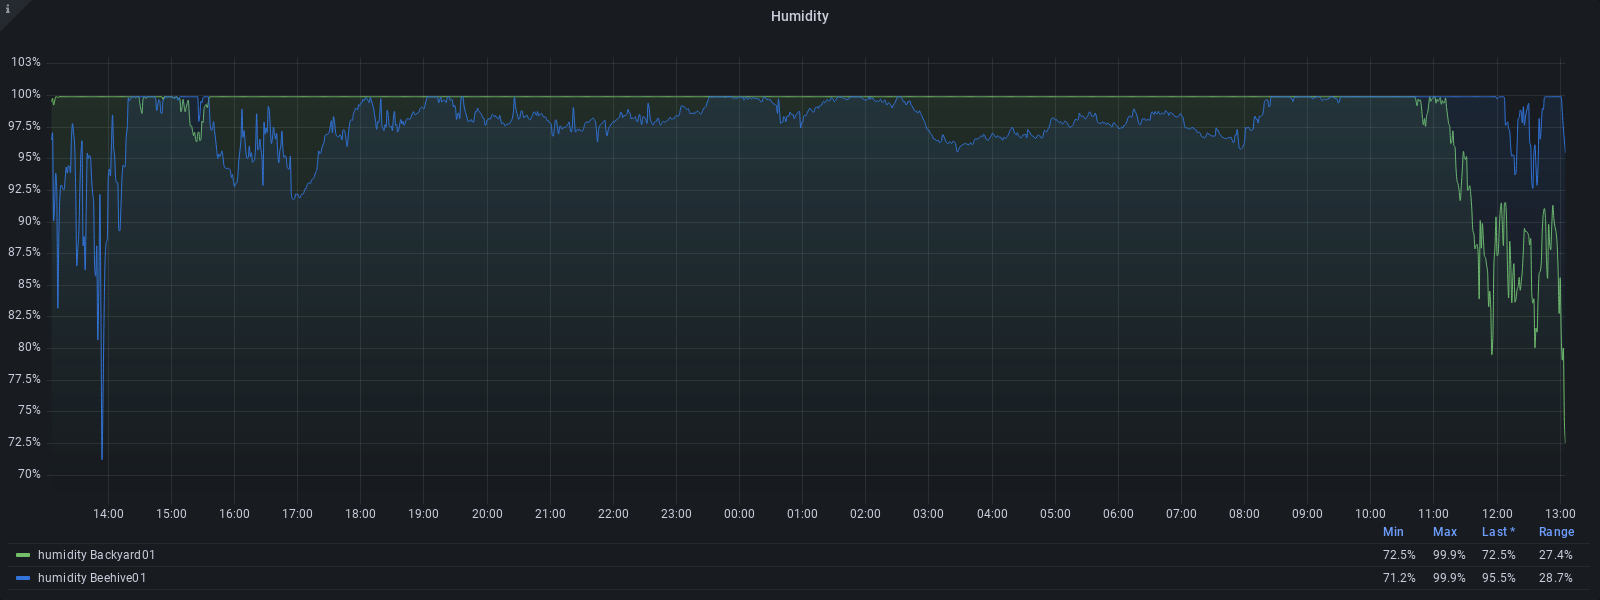 i
Humidity
103%
100%
97.5%
95%
92.5%
90%
87.5%
85%
82.5%
80%
77.5%
75%
72.5%
70%
14:00 15:00 16:00 17:00 18:00 19:00 20:00 21:00 22:00 23:00 00:00 01:00 02:00 03:00 04:00 05:00 06:00 07:00 08:00 09:00 10:00 11:00 12:00 13:00
Min Max Last * Range
humidity Backyard01 72.5% 99.9% 72.5% 27.4%
humidity Beehive01 71.2% 99.9% 95.5% 28.7%